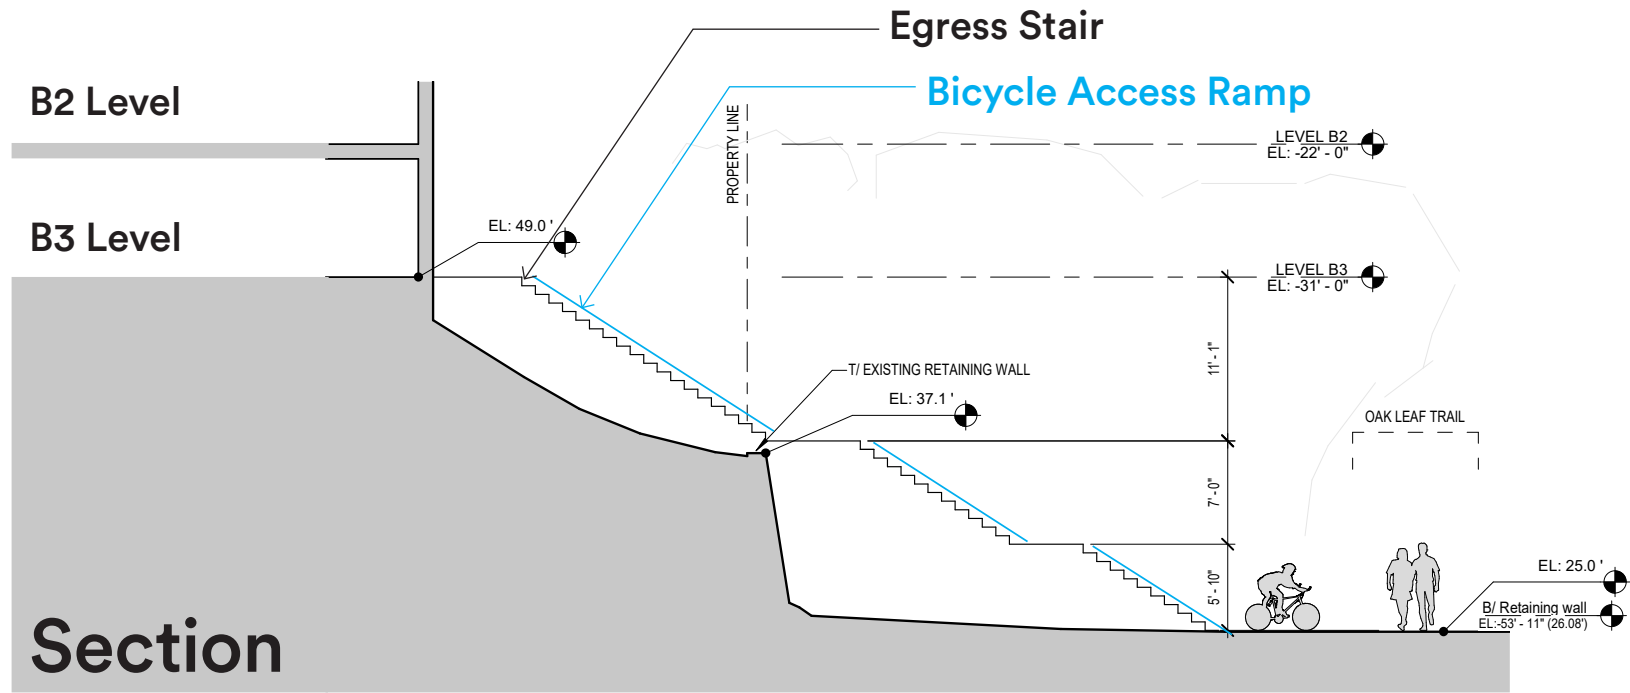 Egress Stair
Bicycle Access Ramp
B2 Level
PROPERTY LINE
LEVEL B2
EL: -22' - 0"
B3 Level
EL: 49.0 '
LEVEL B3
EL: -31' - 0"
11' - 1"
T/ EXISTING RETAINING WALL
EL: 37.1 '
OAK LEAF TRAIL
7' - 0"
5' - 10"
EL: 25.0 '
B/ Retaining wall
EL:-53' - 11" (26.08')
Section